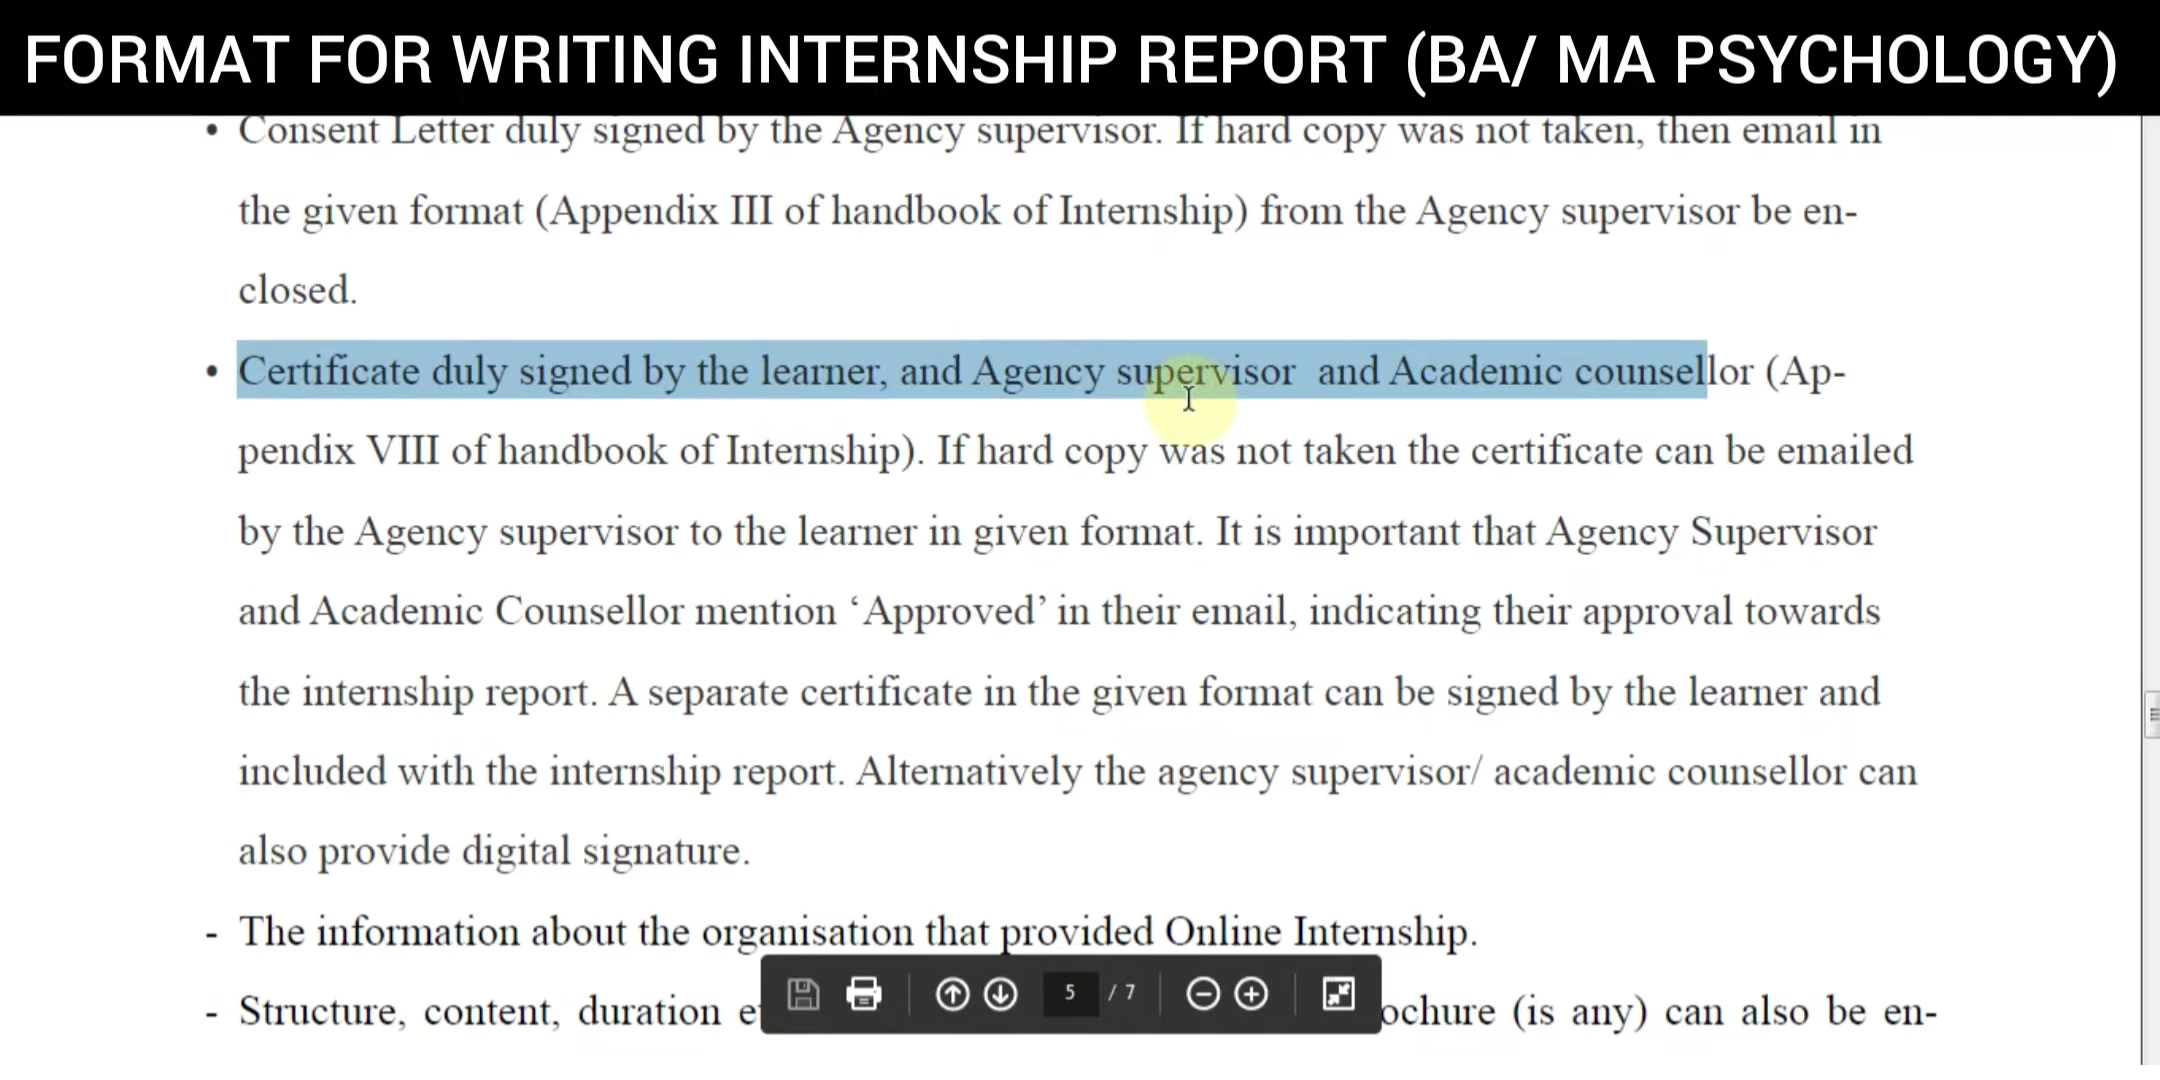 FORMAT FOR WRITING INTERNSHIP REPORT (BA/ MA PSYCHOLOGY)
• Consent Letter duly signed by the Agency supervisor. If hard copy was not taken, then email in
the given format (Appendix III of handbook of Internship) from the Agency supervisor be en-
closed.
• Certificate duly signed by the learner, and Agency supervisor and Academic counsellor (Ap-
pendix VIII of handbook of Internship). If hard copy was not taken the certificate can be emailed
by the Agency supervisor to the learner in given format. It is important that Agency Supervisor
and Academic Counsellor mention ‘Approved’ in their email, indicating their approval towards
the internship report. A separate certificate in the given format can be signed by the learner and
included with the internship report. Alternatively the agency supervisor/ academic counsellor can
also provide digital signature.
- The information about the organisation that provided Online Internship.
5 / 7
- Structure, content, duration (is any) can also be en-